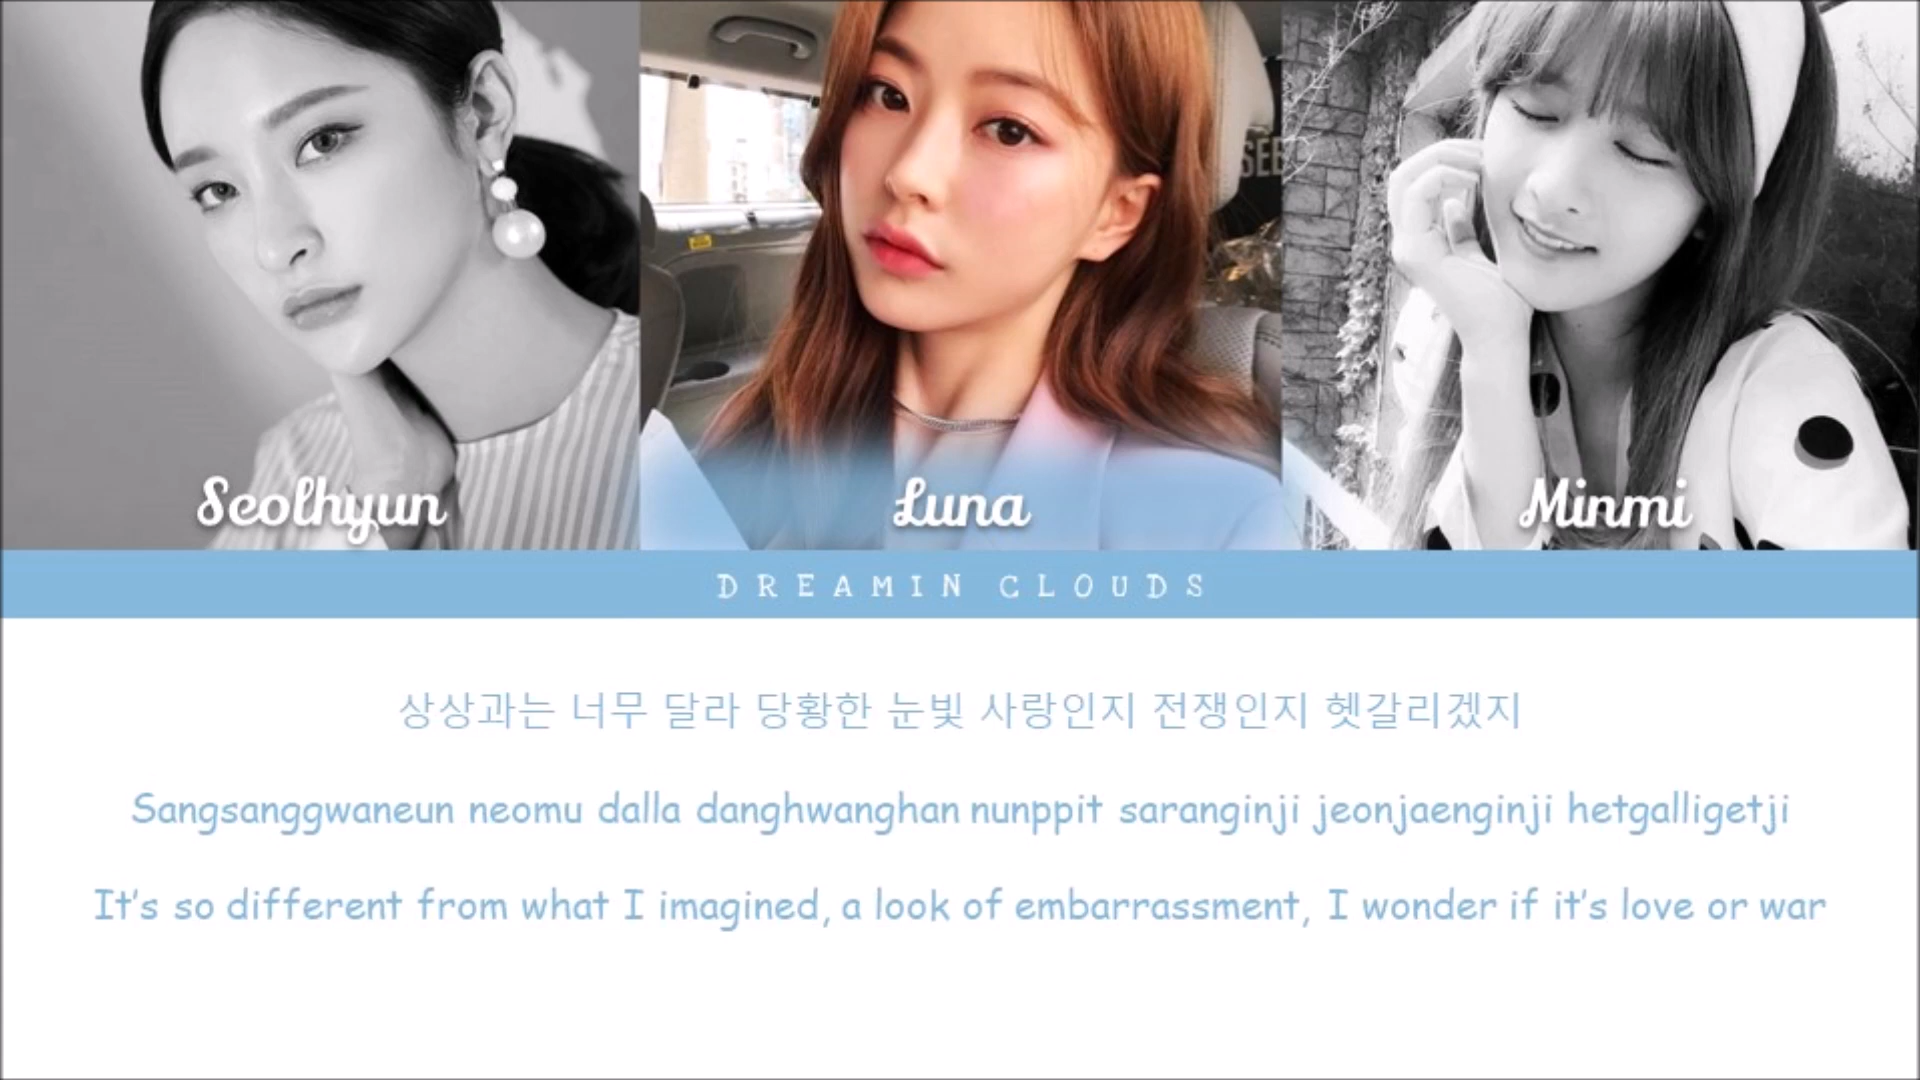 SEE
Seolhyun Luna Minmi
DREAMIN CLOUDS
상상과는 너무 달라 당황한 눈빛 사랑인지 전쟁인지 헷갈리겠지
Sangsanggwaneun neomu dalla danghwanghan nunppit saranginji jeonjaenginji hetgalligetji
It's so different from what I imagined, a look of embarrassment, I wonder if it's love or war